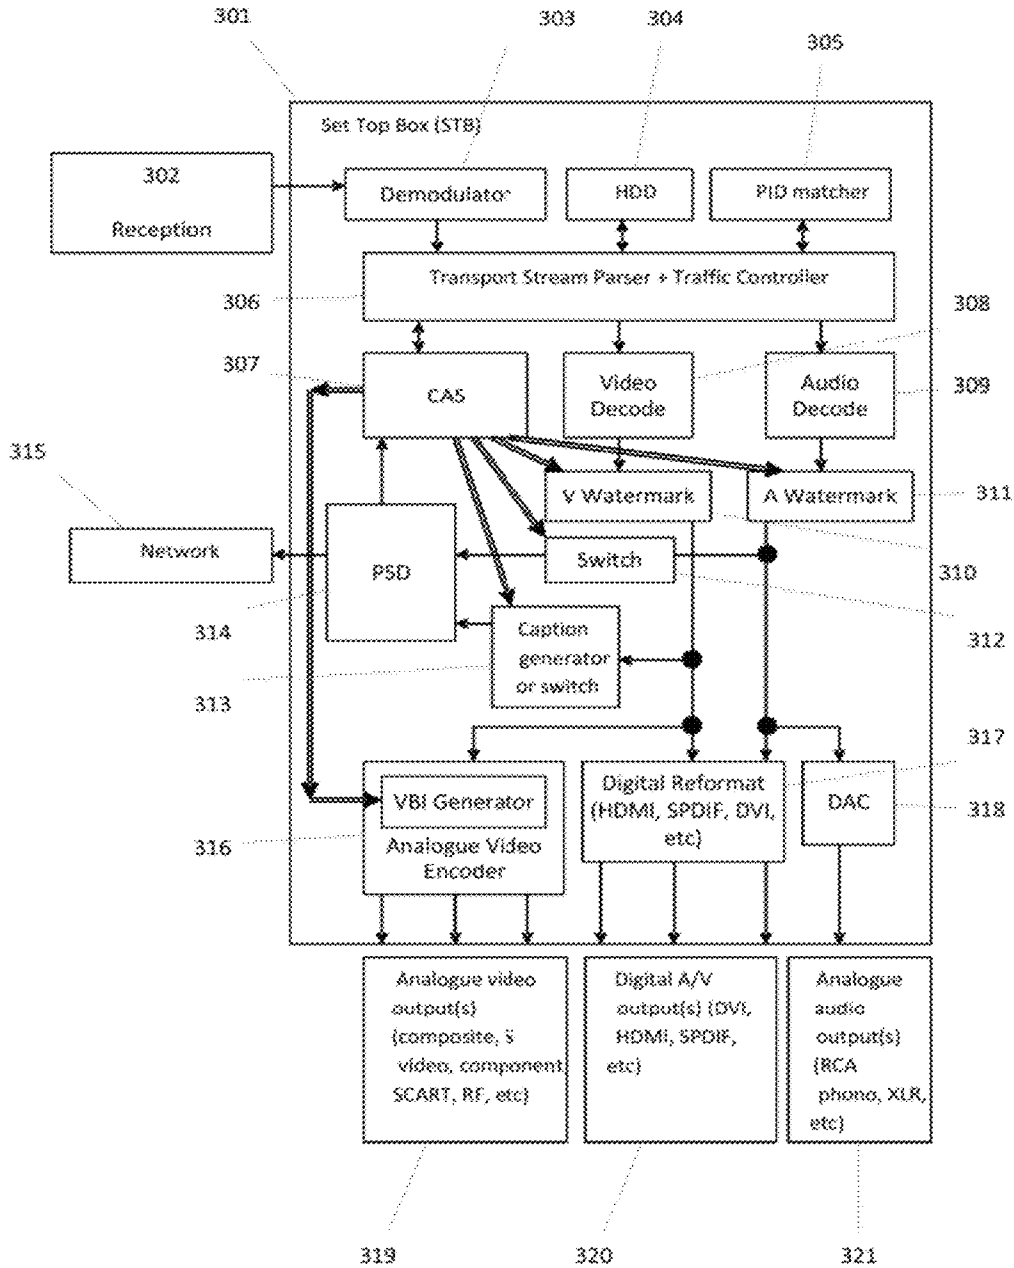 301
303
304
305
Set Top Box (STB)
302
Reception
Demodulator
HDD
PID matcher
306
Transport Stream Parser + Traffic Controller
308
307
CAS
Video
Decode
Audio
Decode
309
315
V Watermark
A Watermark
311
Network
PSD
Switch
310
314
Caption
generator
or switch
312
313
317
VBI Generator
Digital Reformat
(HDMI, SPDIF, DVI,
etc)
DAC
318
316
Analogue Video
Encoder
Analogue video
output(s)
(composite, S
video, component
SCART, RF, etc)
Digital A/V
output(s) (DVI,
HDMI, SPDIF,
etc)
Analogue
audio
output(s)
(RCA
phono, XLR,
etc)
319
320
321